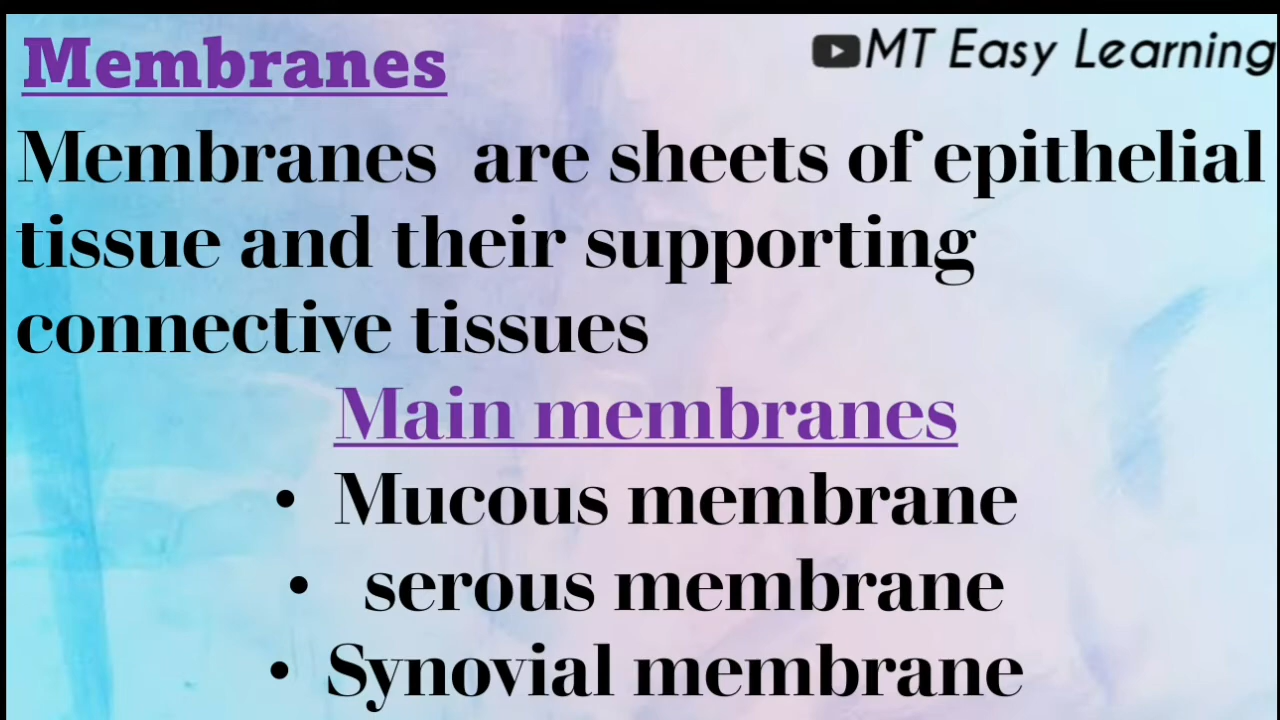 Membranes
MT Easy Learning
Membranes are sheets of epithelial
tissue and their supporting
connective tissues
Main membranes
• Mucous membrane
• serous membrane
• Synovial membrane